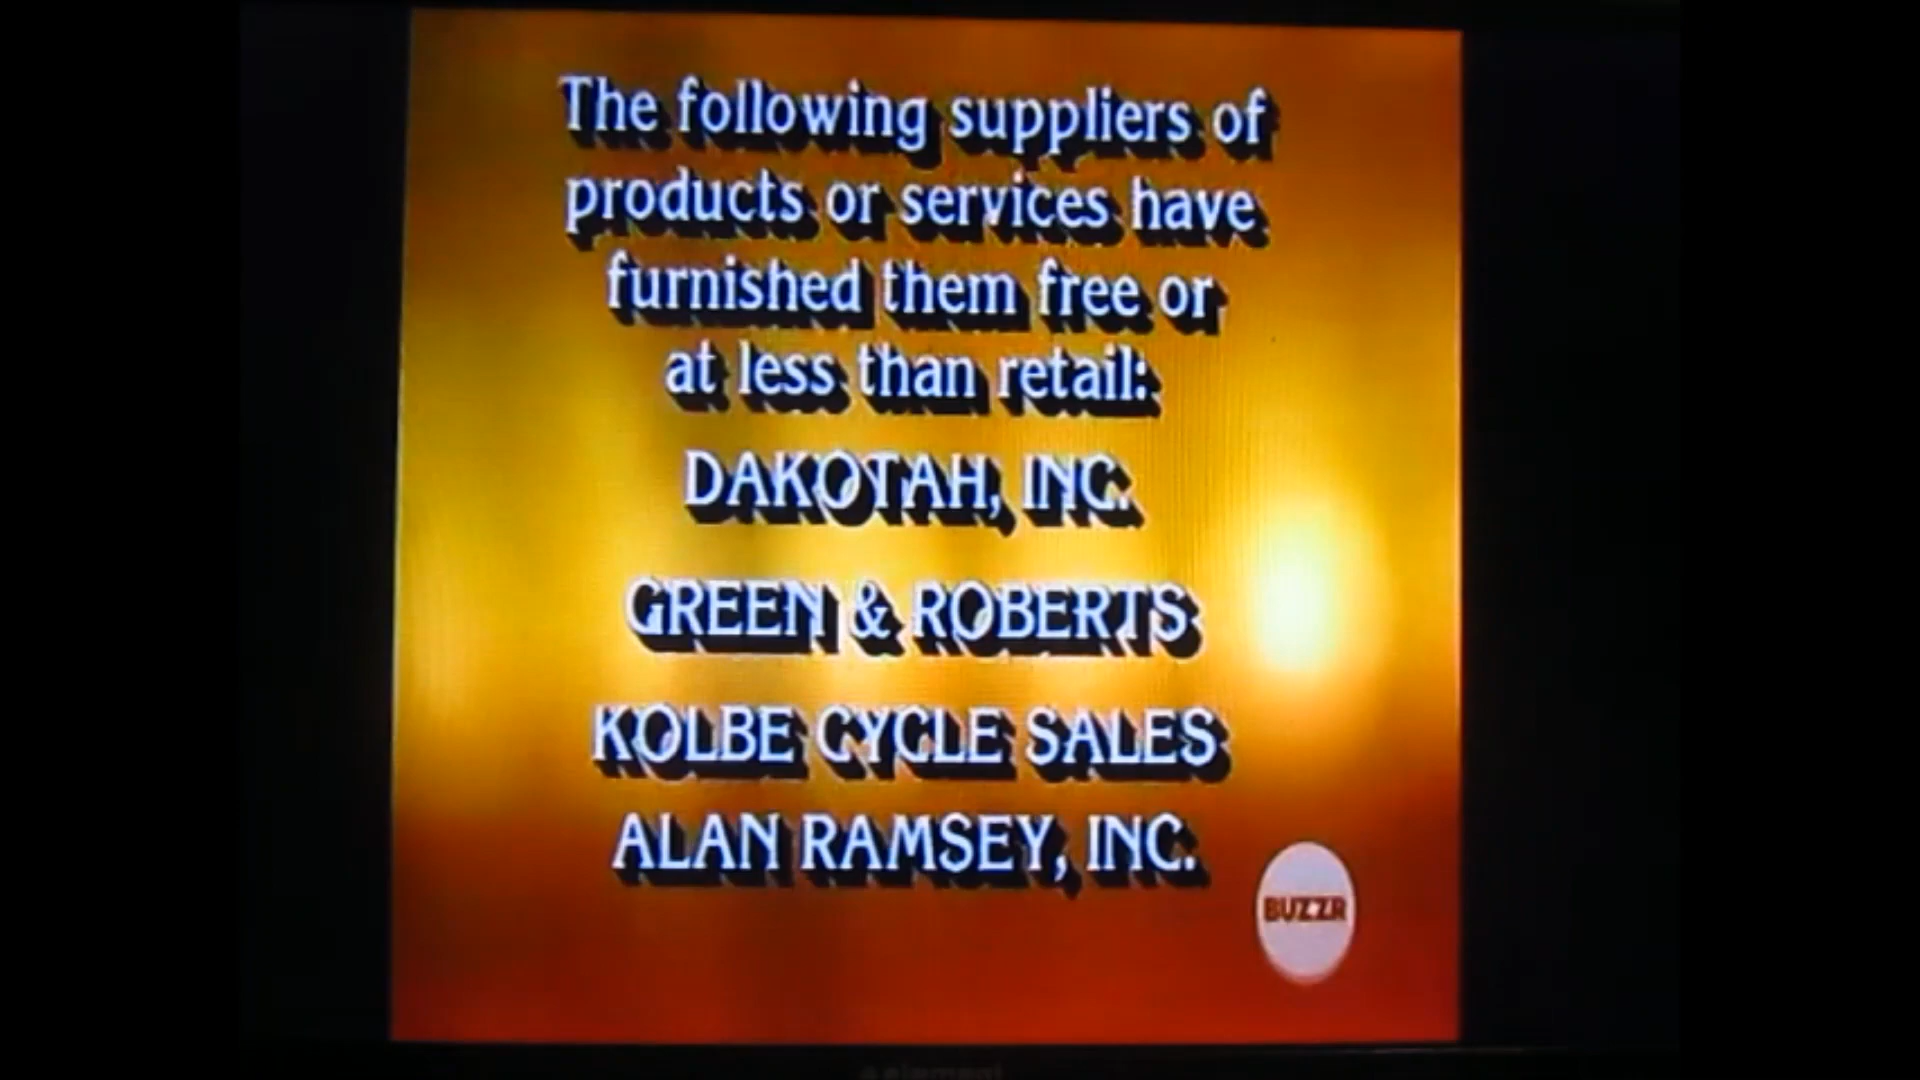 The following suppliers of
products or services have
furnished them free or
at less than retail:
DAKOTAH, INC.
GREEN & ROBERTS
KOLBE CYCLE SALES
ALAN RAMSEY, INC.
BUZZR
element